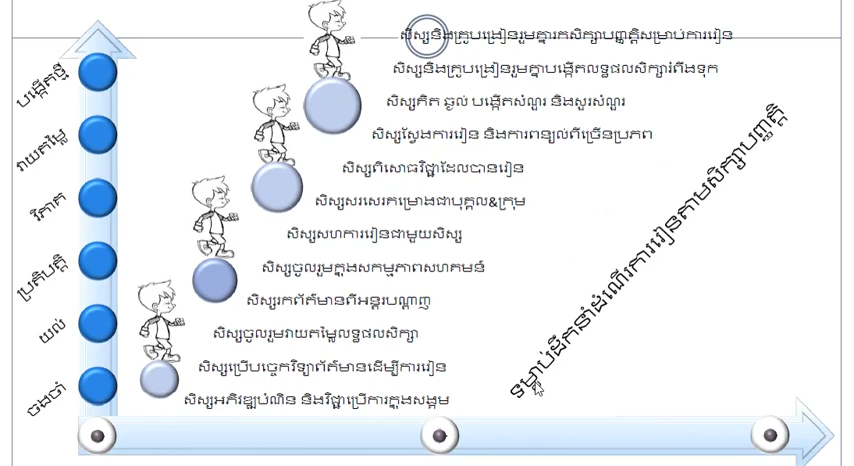 សិស្សនិងគ្រូបង្រៀនរួមគ្នារកសិក្សាបញ្ញត្តិសម្រាប់ការរៀន
សិស្សនិងគ្រូបង្រៀនរួមគ្នាបង្កើតលទ្ធផលសិក្សារំពឹងទុក
សិស្សគិត ឆ្ងល់ បង្កើតសំណួរ និងសួរសំណួរ
សិស្សស្វែងការរៀន និងការពន្យល់ពីច្រើនប្រភព
សិស្សពិសោធវិជ្ជាដែលបានរៀន
សិស្សសរសេរកម្រោងជាបុគ្គល&ក្រុម
សិស្សសហការរៀនជាមួយសិស្ស
សិស្សចូលរួមក្នុងសកម្មភាពសហគមន៍
សិស្សរកព័ត៌មានពីអន្តរបណ្តាញ
សិស្សចូលរួមវាយតម្លៃលទ្ធផលសិក្សា
សិស្សប្រើបច្ចេកវិទ្យាព័ត៌មានដើម្បីការរៀន
សិស្សអភិវឌ្ឍបំណិន និងវិជ្ជាប្រើការក្នុងសង្គម
បង្កើតថ្មី
វាយតម្លៃ
វិភាគ
ប្រតិបត្តិ
យល់
ចងចាំ
ទម្លាប់ដឹកនាំដំណើរការរៀនតាមសិក្សាបញ្ញត្តិ